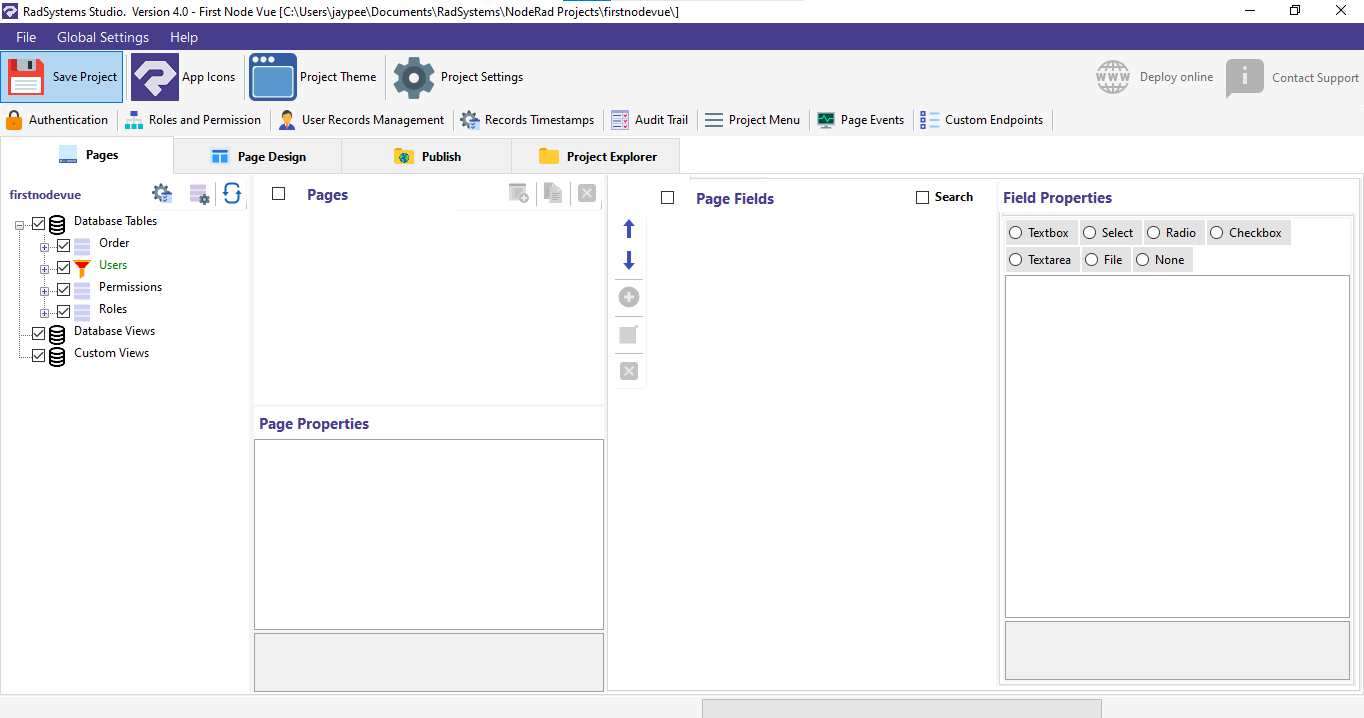 RadSystems Studio.  Version 4.0 - First Node Vue [C:\Users\jaypee\Documents\RadSystems\NodeRad Projects\firstnodevue\]
File Global Settings Help
Save Project App Icons Project Theme Project Settings WWW Deploy online Contact Support
Authentication Roles and Permission User Records Management Records Timestamps Audit Trail Project Menu Page Events Custom Endpoints
Pages Page Design Publish Project Explorer
firstnodevue
Database Tables
Order
Users
Permissions
Roles
Database Views
Custom Views
Pages
Page Properties
Page Fields Search
Field Properties
Textbox Select Radio Checkbox
Textarea File None